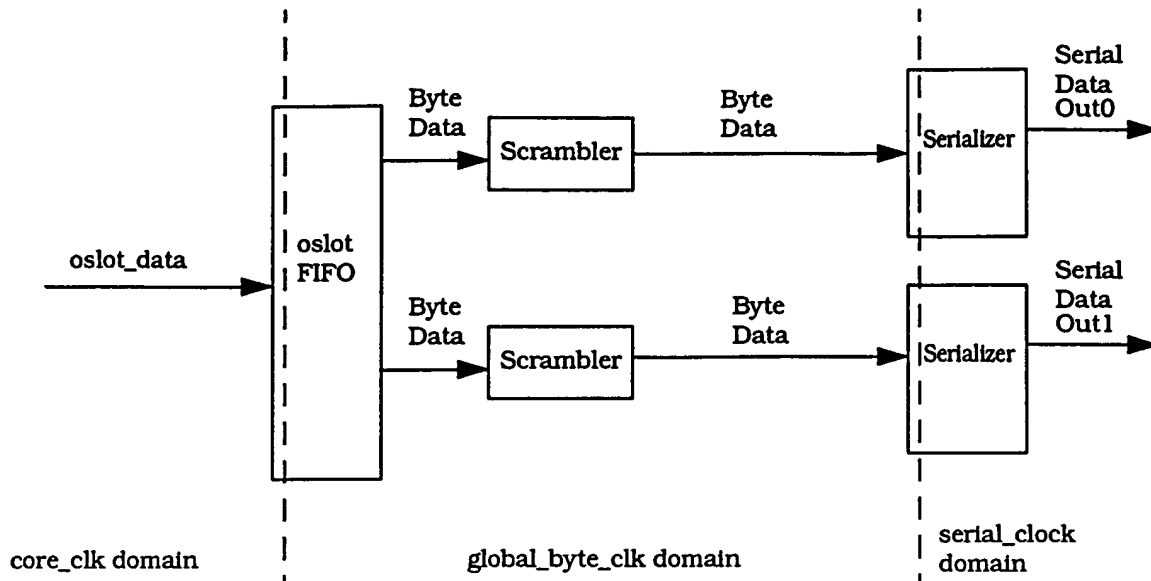 oslot_data
oslot
FIFO
Byte
Data
Scrambler
Byte
Data
Serializer
Serial
Data
Out0
Byte
Data
Scrambler
Byte
Data
Serializer
Serial
Data
Out1
core_clk domain
global_byte_clk domain
serial_clock
domain